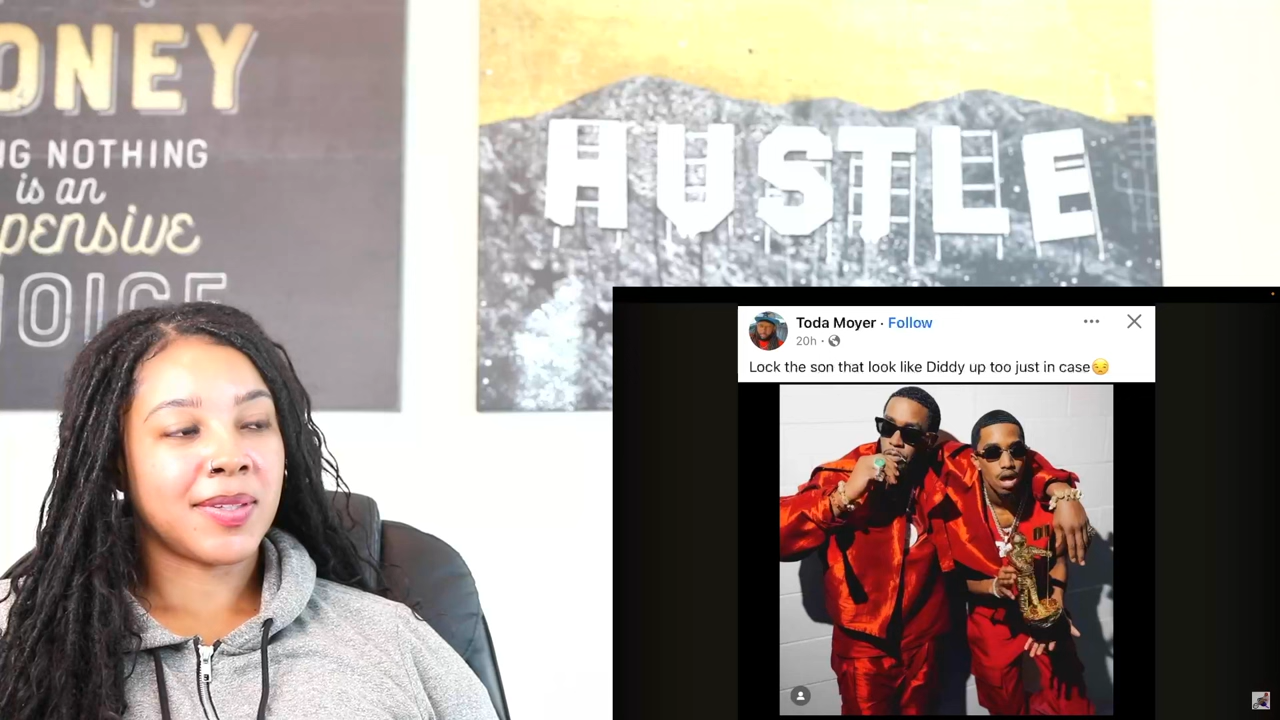 ONEY
NG NOTHING
is an
pensive
HOICE
HUSTLE
Toda Moyer · Follow
20h ·
Lock the son that look like Diddy up too just in case😒